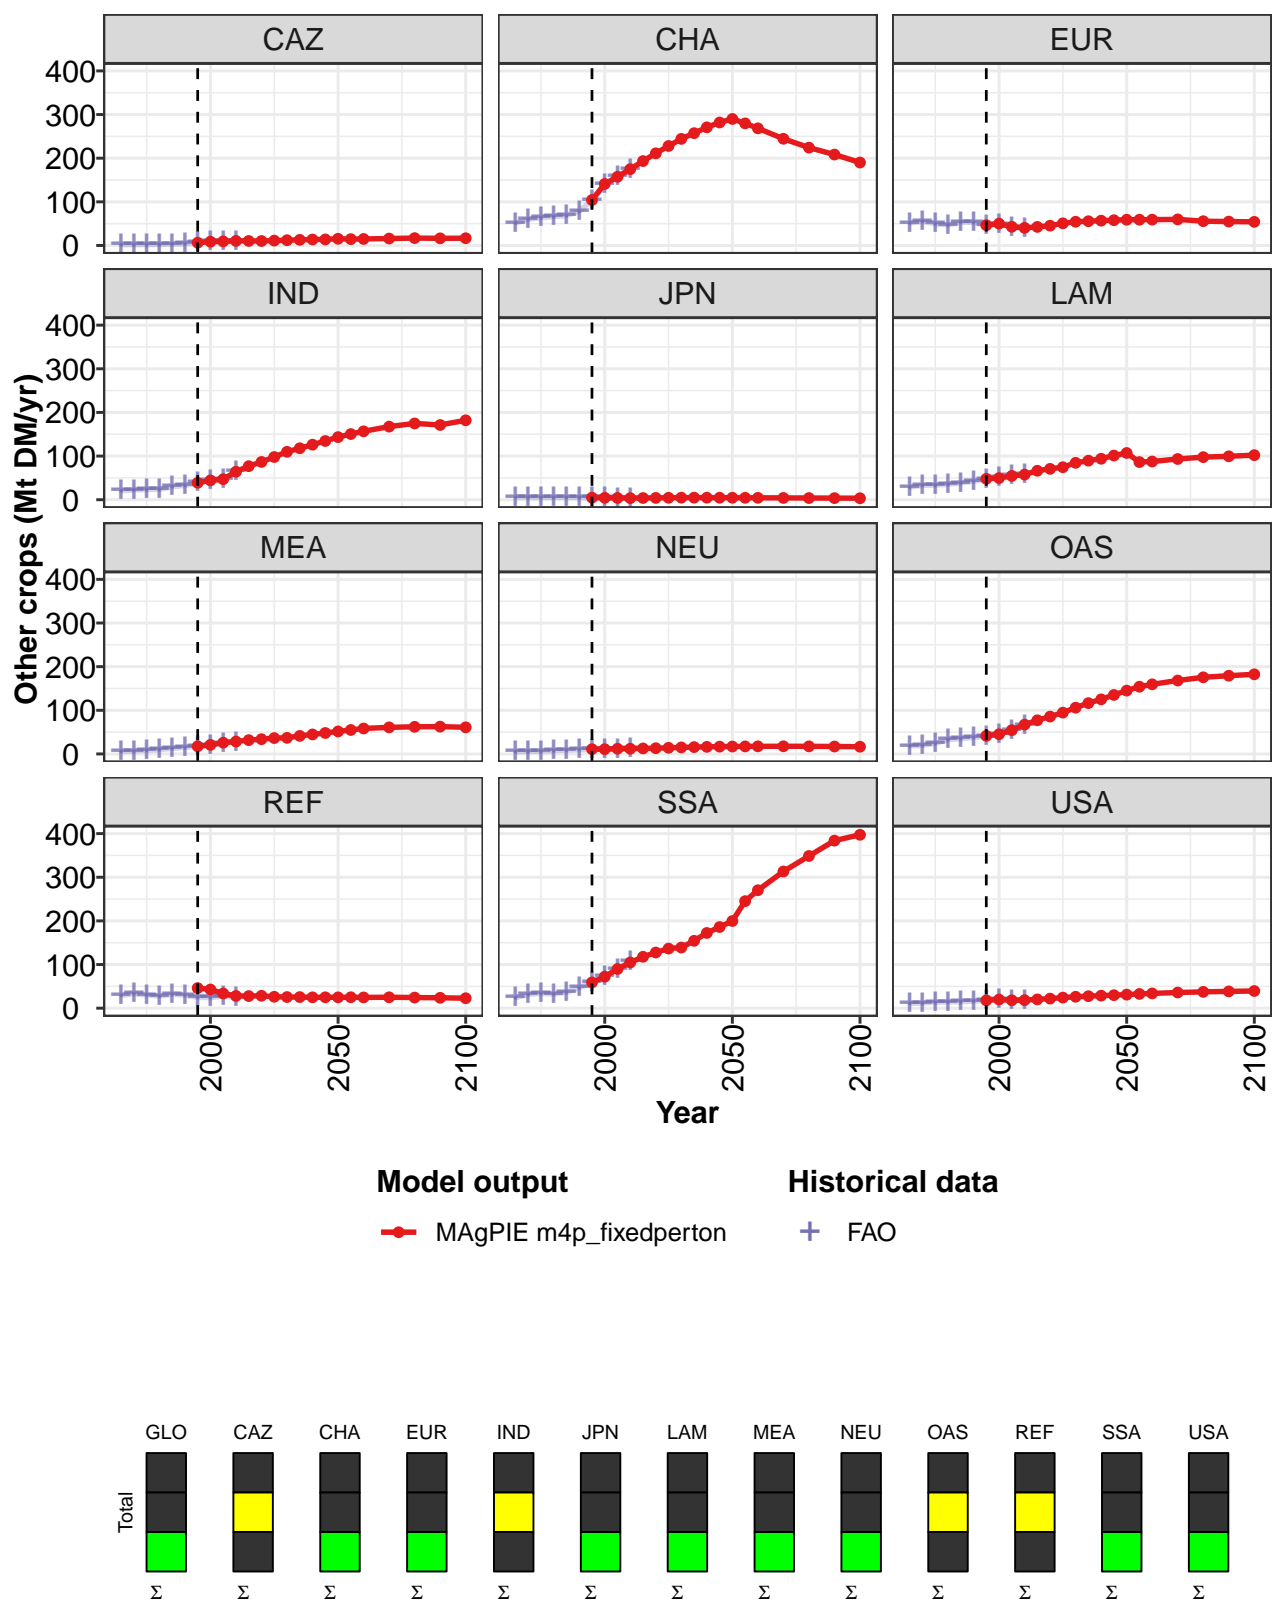 CAZ CHA EUR
400
300
200
100
0
IND JPN LAM
400
300
200
100
0
MEA NEU OAS
400
300
200
100
0
REF SSA USA
400
300
200
100
0
Other crops (Mt DM/yr)
2000 2050 2100 2000 2050 2100 2000 2050 2100
Year
Model output Historical data
MAgPIE m4p_fixedperton FAO
GLO CAZ CHA EUR IND JPN LAM MEA NEU OAS REF SSA USA
Total
Σ Σ Σ Σ Σ Σ Σ Σ Σ Σ Σ Σ Σ